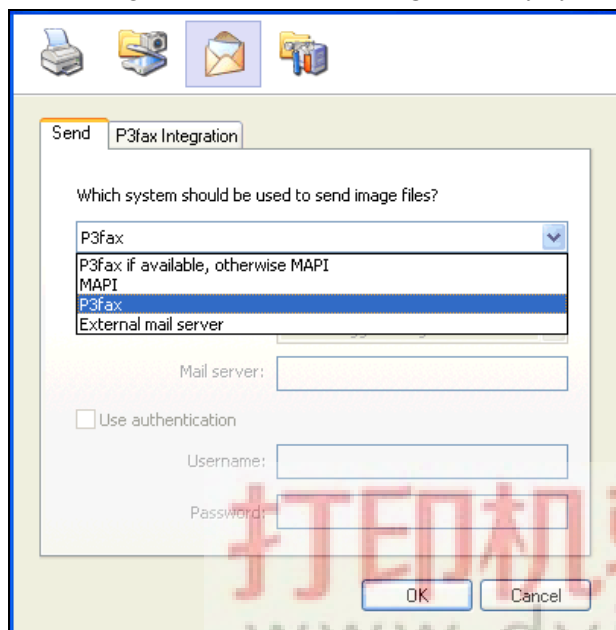 Send P3fax Integration
Which system should be used to send image files?
P3fax
P3fax if available, otherwise MAPI
MAPI
P3fax
External mail server
Mail server:
Use authentication
Username:
Password:
打印机
OK Cancel